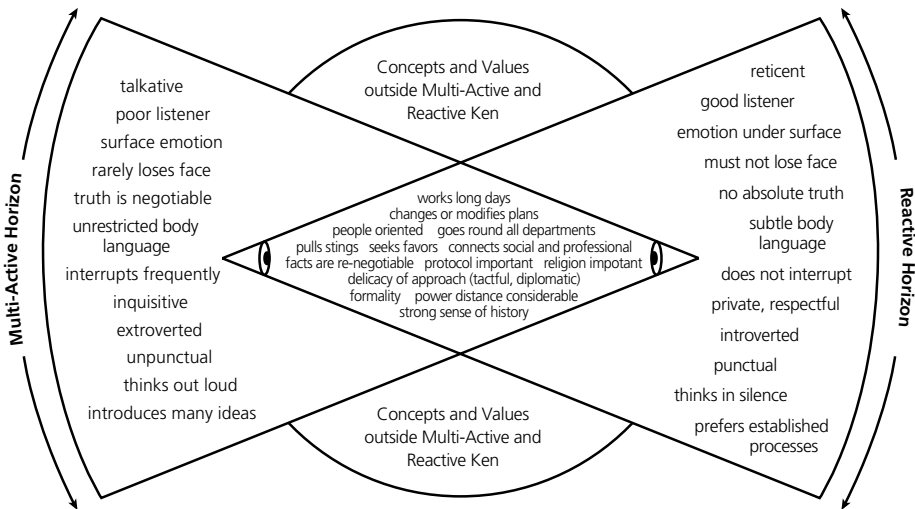 Multi-Active Horizon
talkative
poor listener
surface emotion
rarely loses face
truth is negotiable
unrestricted body
language
interrupts frequently
inquisitive
extroverted
unpunctual
thinks out loud
introduces many ideas
Concepts and Values
outside Multi-Active and
Reactive Ken
works long days
changes or modifies plans
people oriented goes round all departments
pulls stings seeks favors connects social and professional
facts are re-negotiable protocol important religion impotant
delicacy of approach (tactful, diplomatic)
formality power distance considerable
strong sense of history
Concepts and Values
outside Multi-Active and
Reactive Ken
reticent
good listener
emotion under surface
must not lose face
no absolute truth
subtle body
language
does not interrupt
private, respectful
introverted
punctual
thinks in silence
prefers established
processes
Reactive Horizon